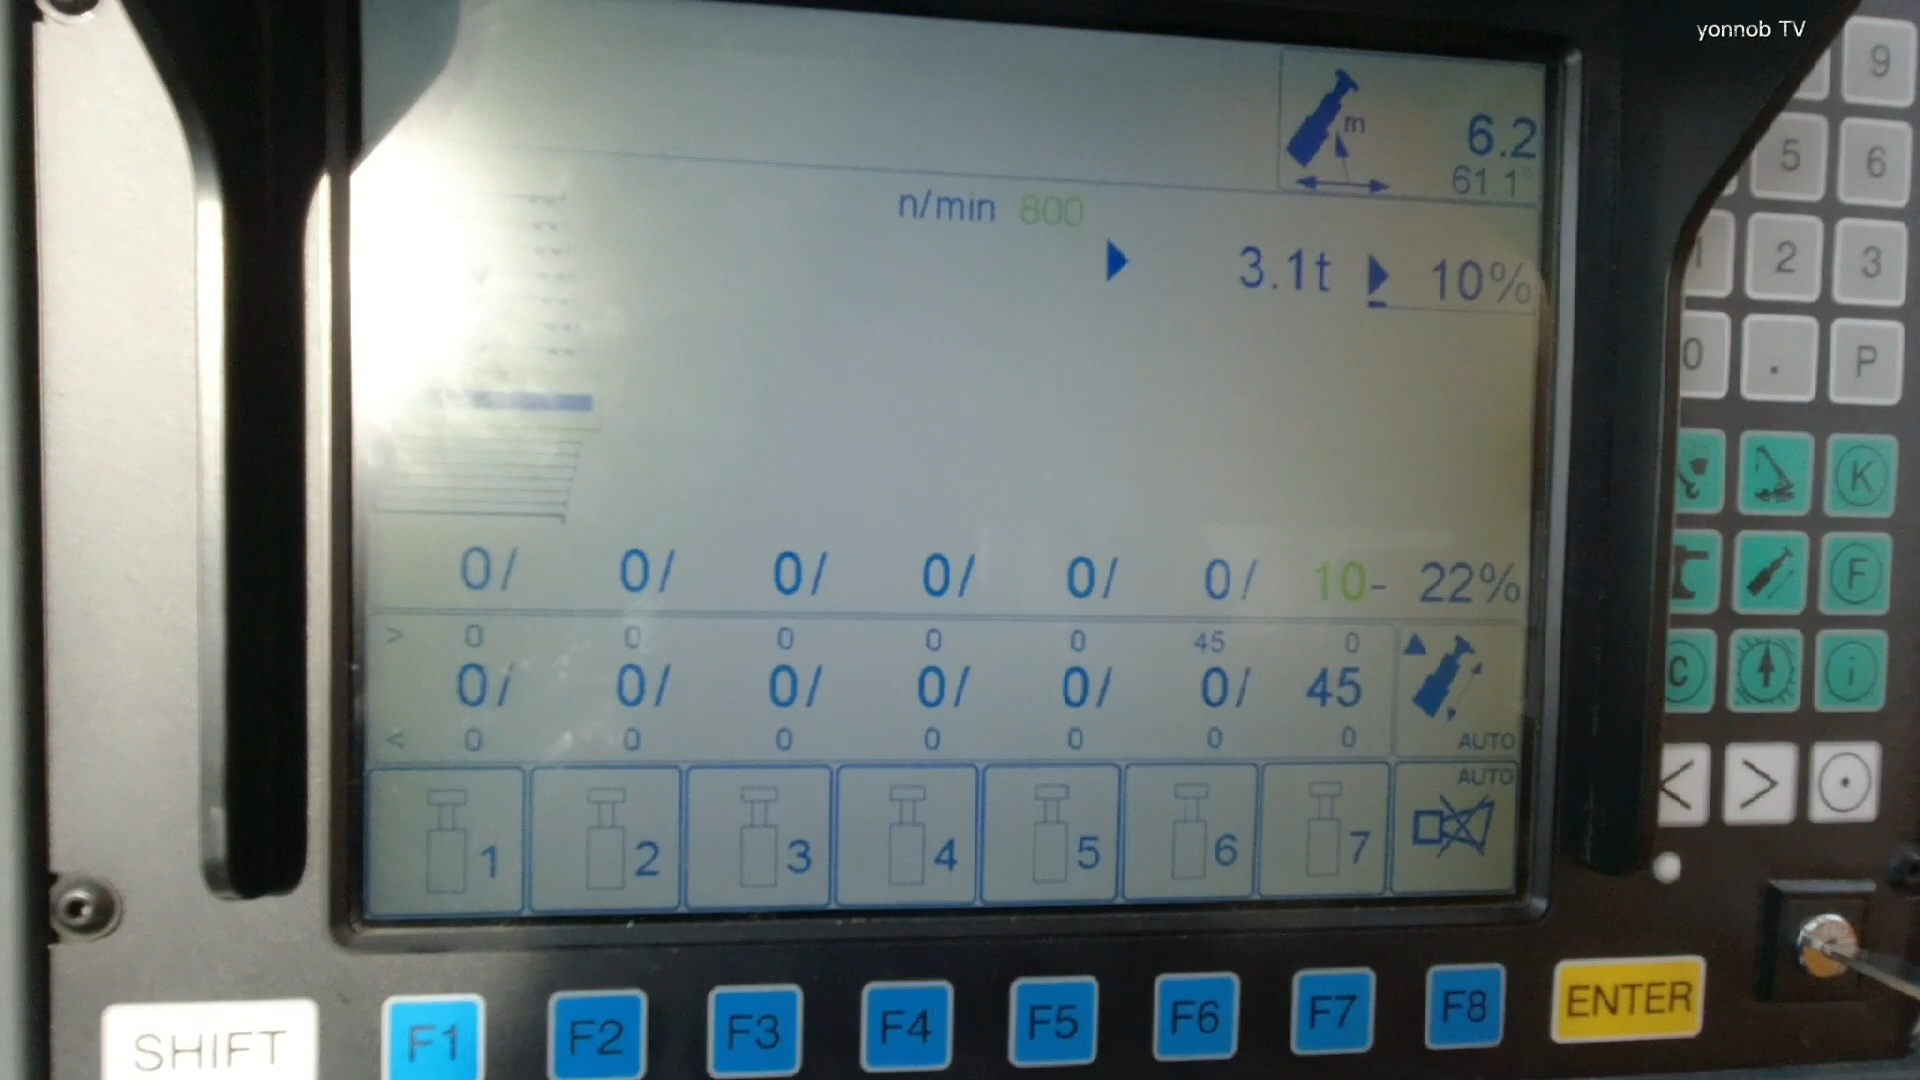 yonnob TV
9
m 6.2
61.1°
5 6
n/min 800
3.1t 10%
1 2 3
0 . P
K
0/ 0/ 0/ 0/ 0/ 0/ 10- 22%
F
> 0 0 0 0 0 45 0
0/ 0/ 0/ 0/ 0/ 0/ 45
C i
< 0 0 0 0 0 0 0 AUTO
AUTO
1 2 3 4 5 6 7
< >
SHIFT F1 F2 F3 F4 F5 F6 F7 F8 ENTER